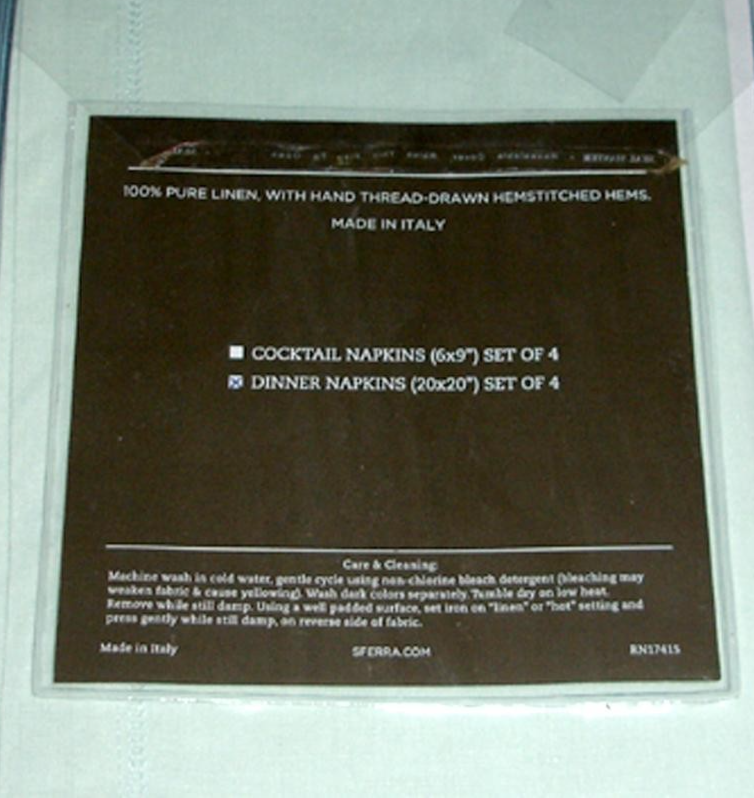 100% PURE LINEN, WITH HAND THREAD-DRAWN HEMSTITCHED HEMS.
MADE IN ITALY
COCKTAIL NAPKINS (6x9") SET OF 4
DINNER NAPKINS (20x20") SET OF 4
Care & Cleaning:
Machine wash in cold water, gentle cycle using non-chlorine bleach detergent (bleaching may
weaken fabric & cause yellowing). Wash dark colors separately. Tumble dry on low heat.
Remove while still damp. Using a well padded surface, set iron on "linen" or "hot" setting and
press gently while still damp, on reverse side of fabric.
Made in Italy SFERRA.COM RN17415